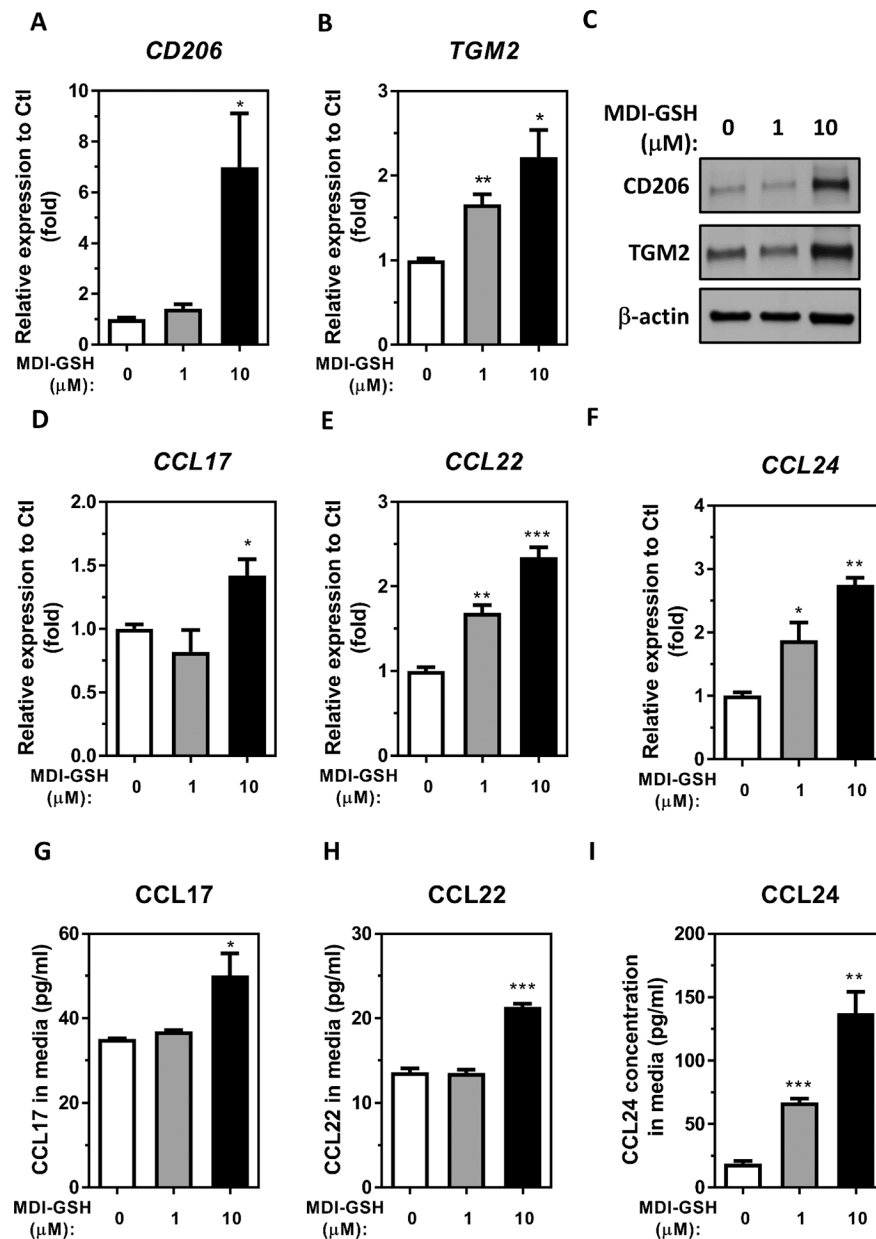 A
CD206
Relative expression to Ctl
(fold)
10
8
6
4
2
0
*
MDI-GSH
(μM):
0 1 10
B
TGM2
Relative expression to Ctl
(fold)
3
2
1
0
**
*
MDI-GSH
(μM):
0 1 10
C
MDI-GSH
(μM):
0 1 10
CD206
TGM2
β-actin
D
CCL17
Relative expression to Ctl
(fold)
2.0
1.5
1.0
0.5
0.0
*
MDI-GSH
(μM):
0 1 10
E
CCL22
Relative expression to Ctl
(fold)
3
2
1
0
**
***
MDI-GSH
(μM):
0 1 10
F
CCL24
Relative expression to Ctl
(fold)
4
3
2
1
0
*
**
MDI-GSH
(μM):
0 1 10
G
CCL17
CCL17 in media (pg/ml)
60
40
20
0
*
MDI-GSH
(μM):
0 1 10
H
CCL22
CCL22 in media (pg/ml)
30
20
10
0
***
MDI-GSH
(μM):
0 1 10
I
CCL24
CCL24 concentration
in media (pg/ml)
200
150
100
50
0
***
**
MDI-GSH
(μM):
0 1 10